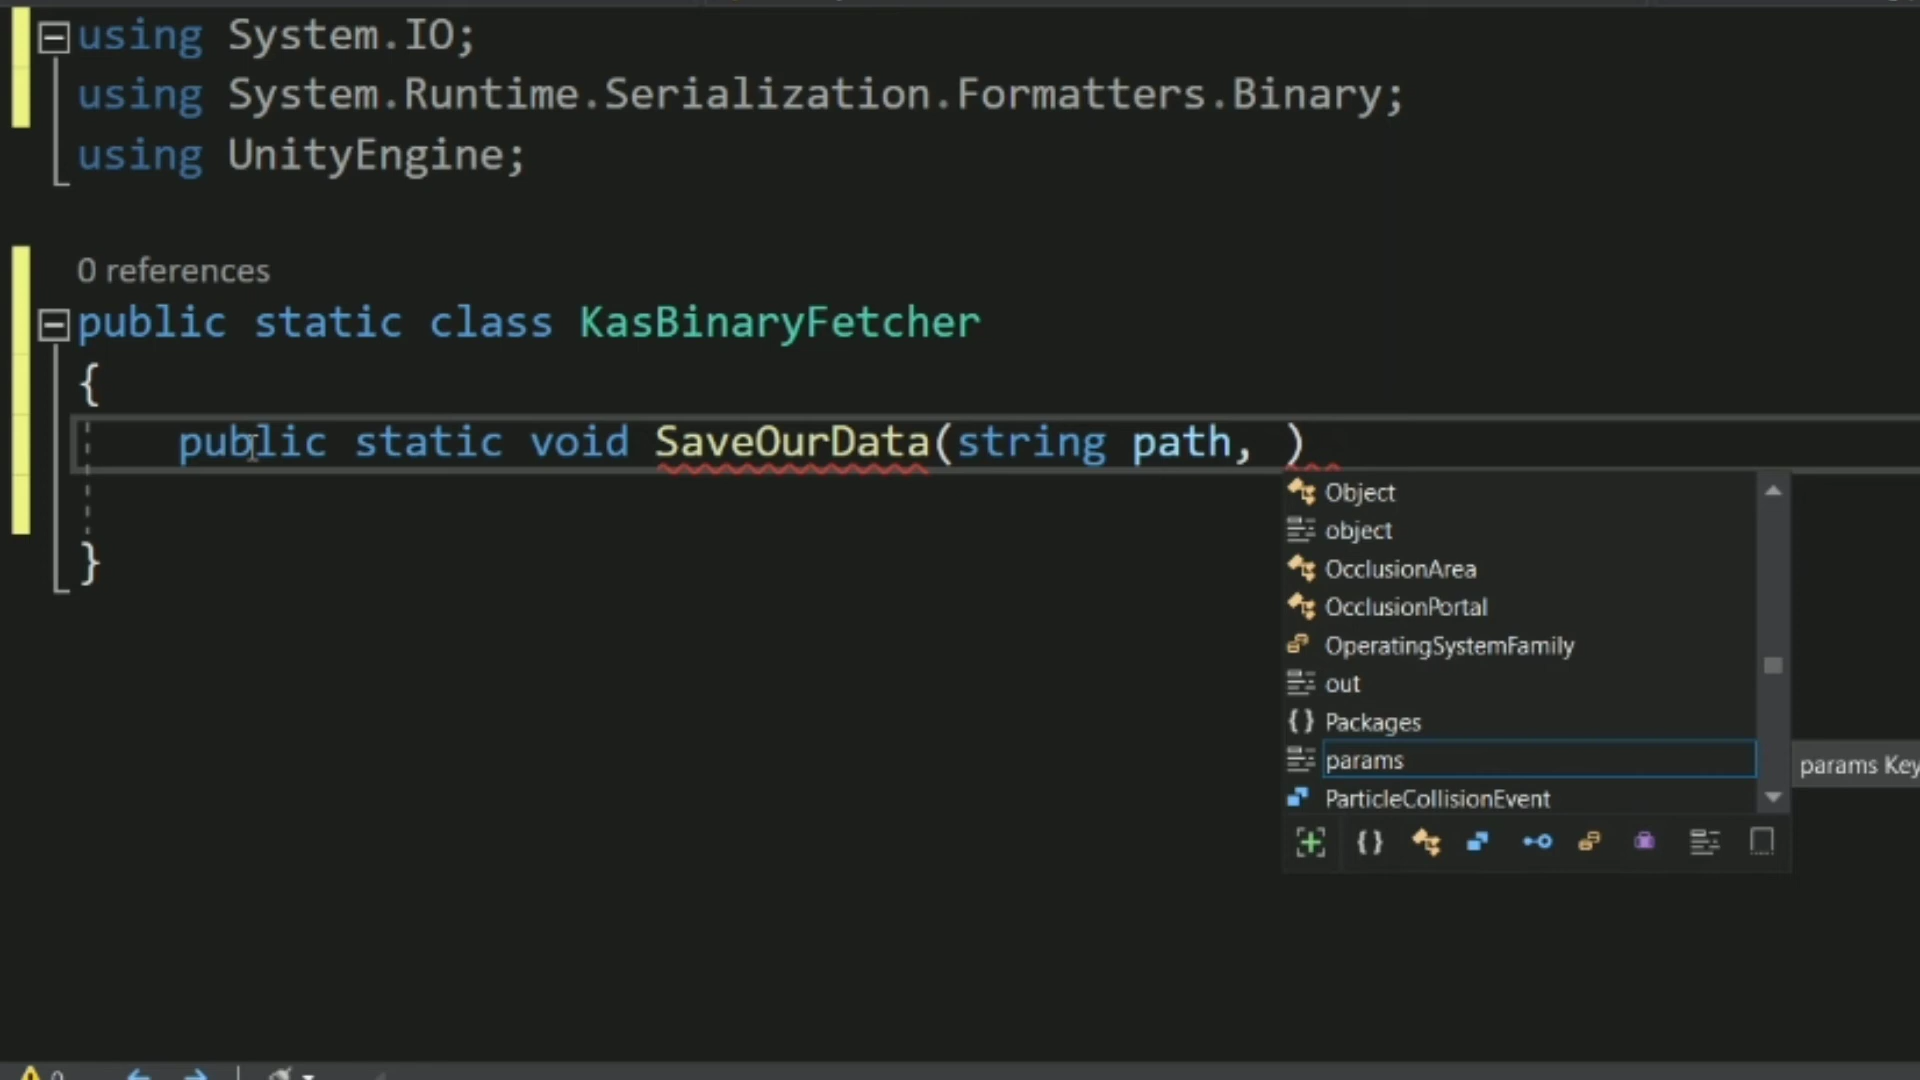 using System.IO;
using System.Runtime.Serialization.Formatters.Binary;
using UnityEngine;
0 references
public static class KasBinaryFetcher
{
public static void SaveOurData(string path, )
Object
object
OcclusionArea
OcclusionPortal
OperatingSystemFamily
out
{} Packages
params
params Key
ParticleCollisionEvent
{}
}